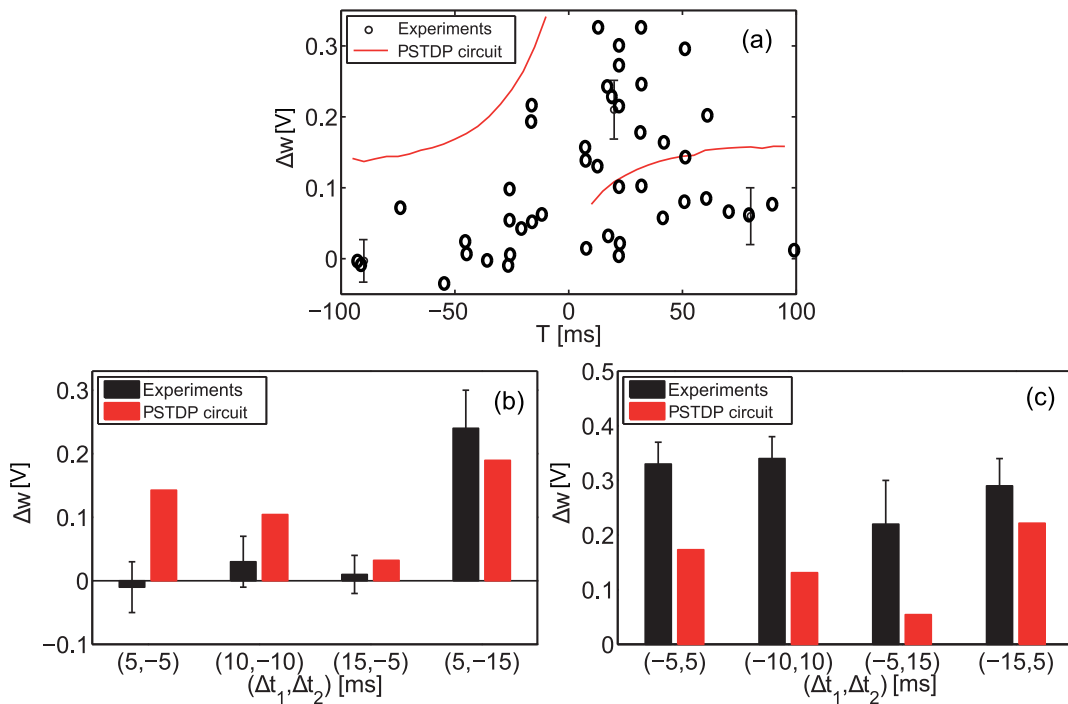 Experiments
PSTDP circuit
(a)
0.3
0.2
0.1
0
Δw [V]
−100
−50
0
50
100
T [ms]
Experiments
PSTDP circuit
(b)
0.3
0.2
0.1
0
−0.1
Δw [V]
(5,−5)
(10,−10)
(15,−5)
(5,−15)
(Δt1,Δt2) [ms]
Experiments
PSTDP circuit
(c)
0.5
0.4
0.3
0.2
0.1
0
Δw [V]
(−5,5)
(−10,10)
(−5,15)
(−15,5)
(Δt1,Δt2) [ms]